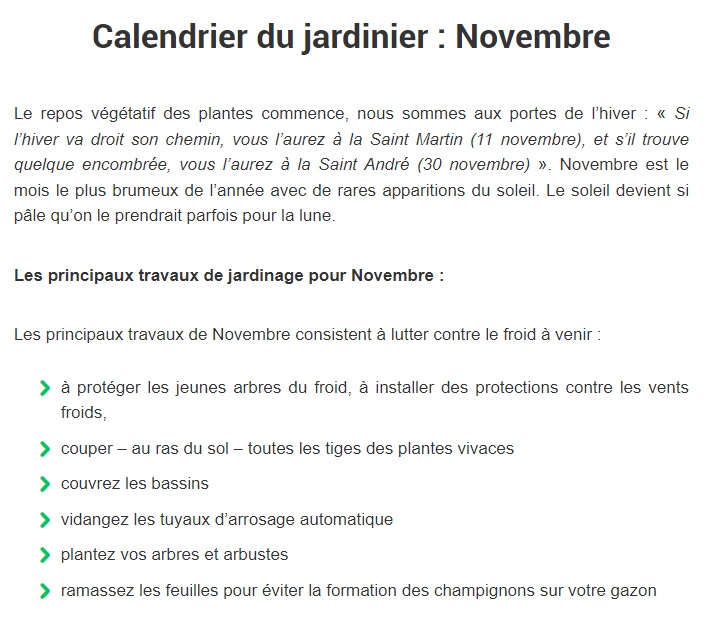 Calendrier du jardinier : Novembre
Le repos végétatif des plantes commence, nous sommes aux portes de l’hiver : « Si
l’hiver va droit son chemin, vous l’aurez à la Saint Martin (11 novembre), et s’il trouve
quelque encombrée, vous l’aurez à la Saint André (30 novembre) ». Novembre est le
mois le plus brumeux de l’année avec de rares apparitions du soleil. Le soleil devient si
pâle qu’on le prendrait parfois pour la lune.
Les principaux travaux de jardinage pour Novembre :
Les principaux travaux de Novembre consistent à lutter contre le froid à venir :
à protéger les jeunes arbres du froid, à installer des protections contre les vents
froids,
couper – au ras du sol – toutes les tiges des plantes vivaces
couvrez les bassins
vidangez les tuyaux d’arrosage automatique
plantez vos arbres et arbustes
ramassez les feuilles pour éviter la formation des champignons sur votre gazon